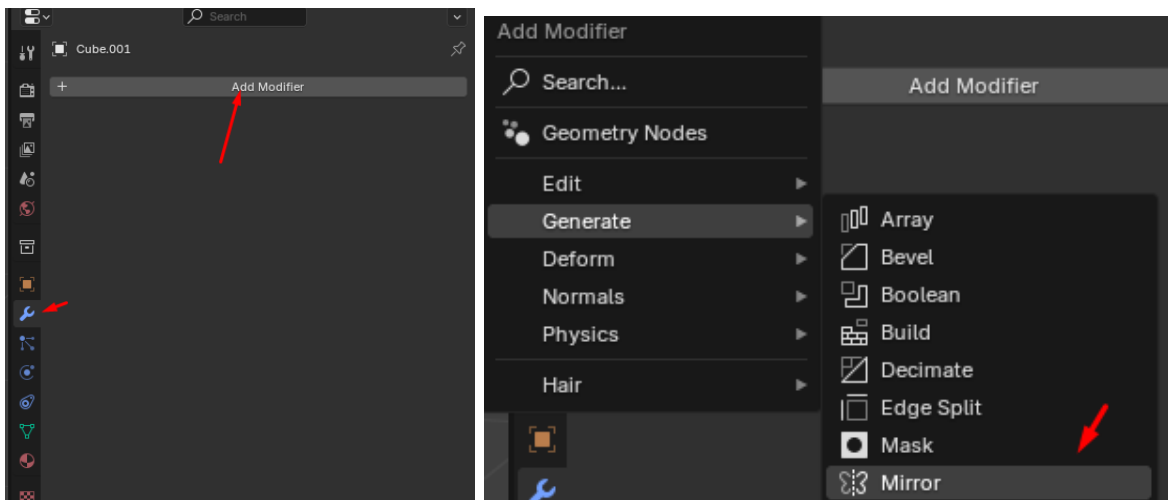 Search
Cube.001
Add Modifier
Add Modifier
Search...
Geometry Nodes
Edit
Generate
Deform
Normals
Physics
Hair
Add Modifier
Array
Bevel
Boolean
Build
Decimate
Edge Split
Mask
Mirror